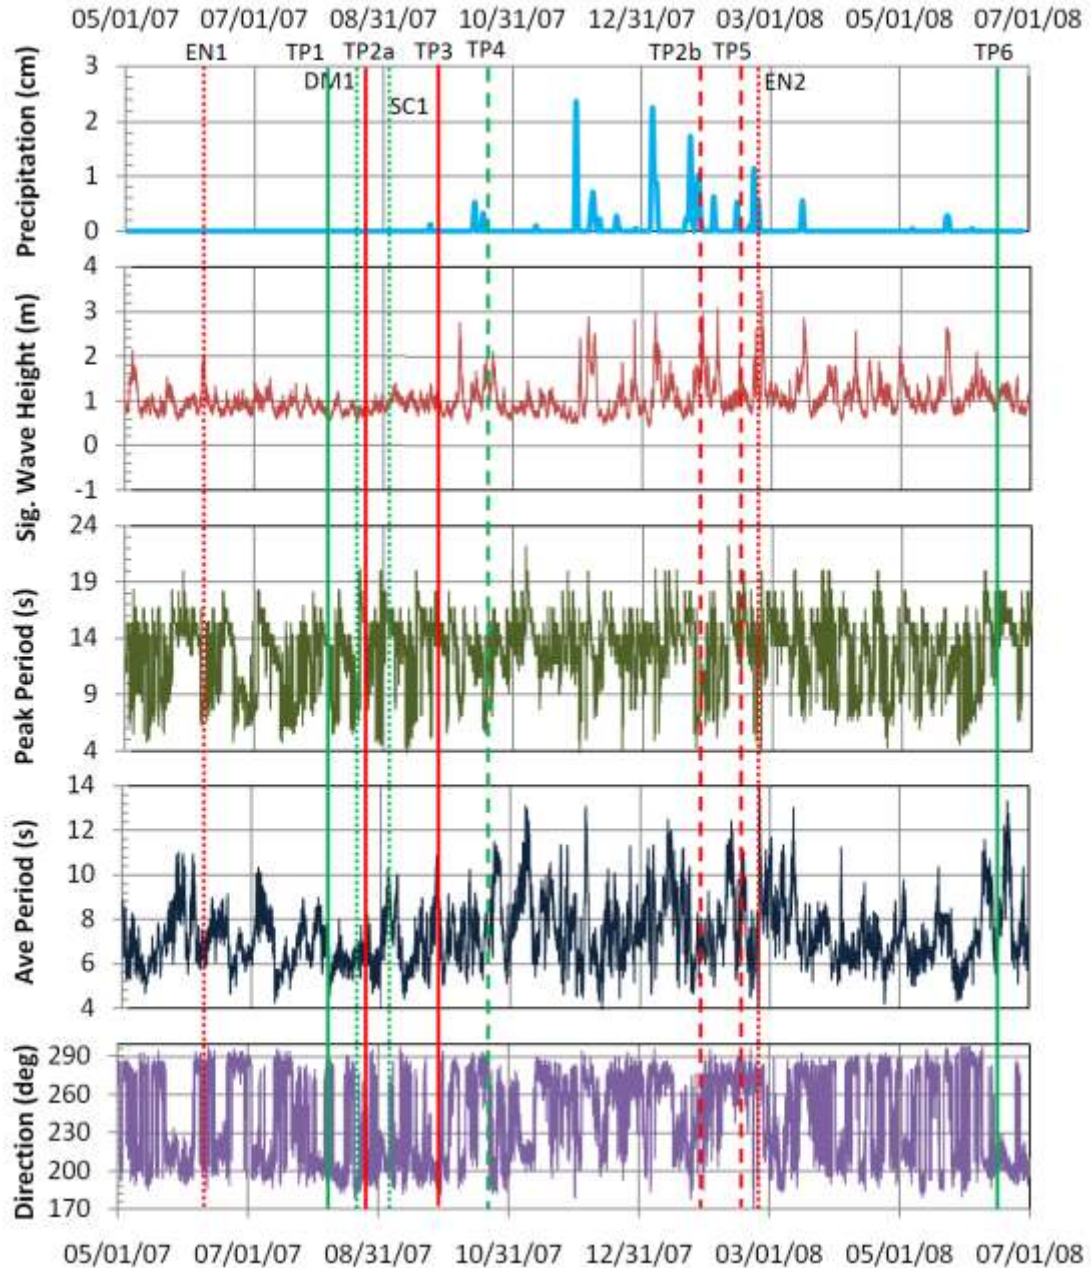 05/01/07 07/01/07 08/31/07 10/31/07 12/31/07 03/01/08 05/01/08 07/01/08
EN1 TP1 TP2a TP3 TP4 TP2b TP5 TP6
DM1 EN2
SC1
Precipitation (cm)
3
2
1
0
Sig. Wave Height (m)
4
3
2
1
0
-1
Peak Period (s)
24
19
14
9
4
Ave Period (s)
14
12
10
8
6
4
Direction (deg)
290
260
230
200
170
05/01/07 07/01/07 08/31/07 10/31/07 12/31/07 03/01/08 05/01/08 07/01/08